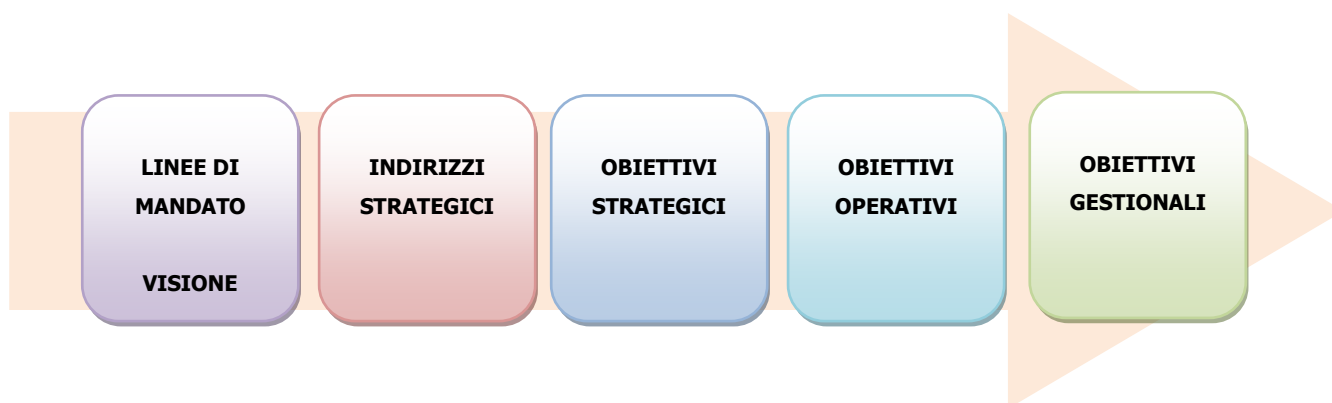 LINEE DI
MANDATO
VISIONE
INDIRIZZI
STRATEGICI
OBIETTIVI
STRATEGICI
OBIETTIVI
OPERATIVI
OBIETTIVI
GESTIONALI